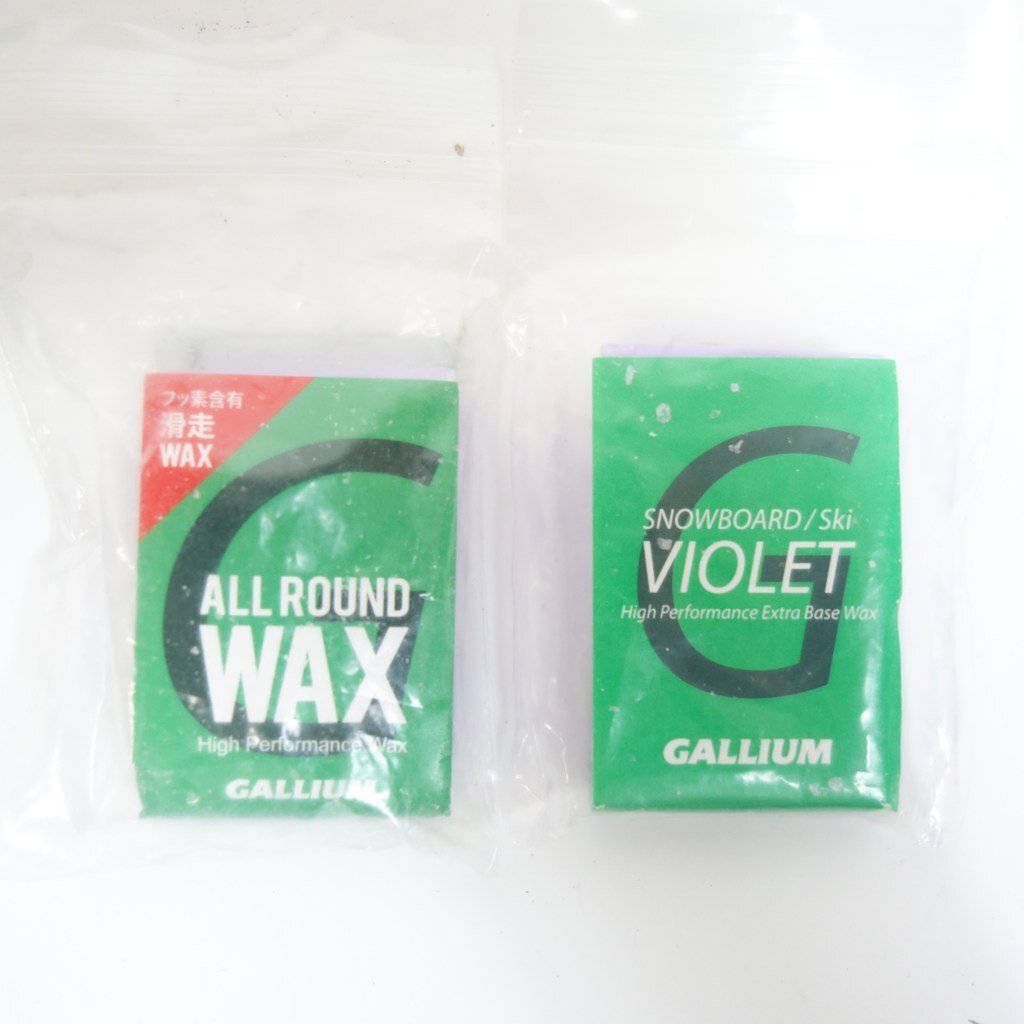 フッ素含有
滑走
WAX
ALL ROUND
WAX
High Performance Wax
GALLIUM
SNOWBOARD/Ski
VIOLET
High Performance Extra Base Wax
GALLIUM